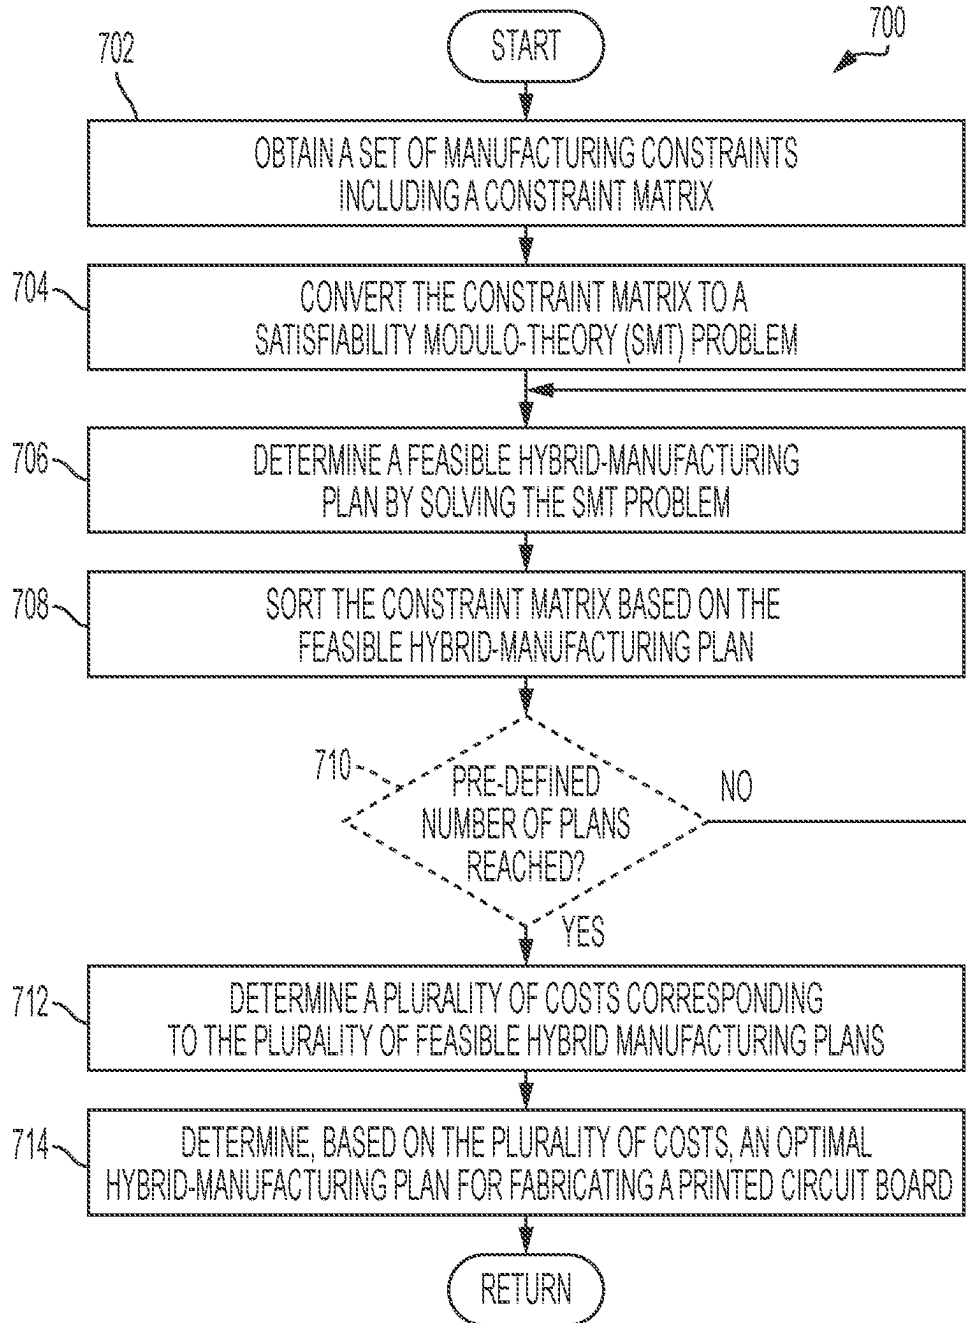 700
START
702
OBTAIN A SET OF MANUFACTURING CONSTRAINTS
INCLUDING A CONSTRAINT MATRIX
704
CONVERT THE CONSTRAINT MATRIX TO A
SATISFIABILITY MODULO-THEORY (SMT) PROBLEM
706
DETERMINE A FEASIBLE HYBRID-MANUFACTURING
PLAN BY SOLVING THE SMT PROBLEM
708
SORT THE CONSTRAINT MATRIX BASED ON THE
FEASIBLE HYBRID-MANUFACTURING PLAN
710
PRE-DEFINED
NUMBER OF PLANS
REACHED?
NO
YES
712
DETERMINE A PLURALITY OF COSTS CORRESPONDING
TO THE PLURALITY OF FEASIBLE HYBRID MANUFACTURING PLANS
714
DETERMINE, BASED ON THE PLURALITY OF COSTS, AN OPTIMAL
HYBRID-MANUFACTURING PLAN FOR FABRICATING A PRINTED CIRCUIT BOARD
RETURN